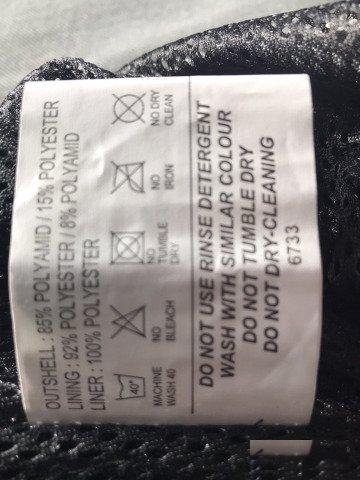 OUTSHELL : 85% POLYAMID / 15% POLYESTER
LINING : 92% POLYESTER / 8% POLYAMID
LINER : 100% POLYESTER
40°
MACHINE WASH 40
NO BLEACH
NO TUMBLE DRY
NO IRON
NO DRY CLEAN
DO NOT USE RINSE DETERGENT
WASH WITH SIMILAR COLOUR
DO NOT TUMBLE DRY
DO NOT DRY-CLEANING
6733